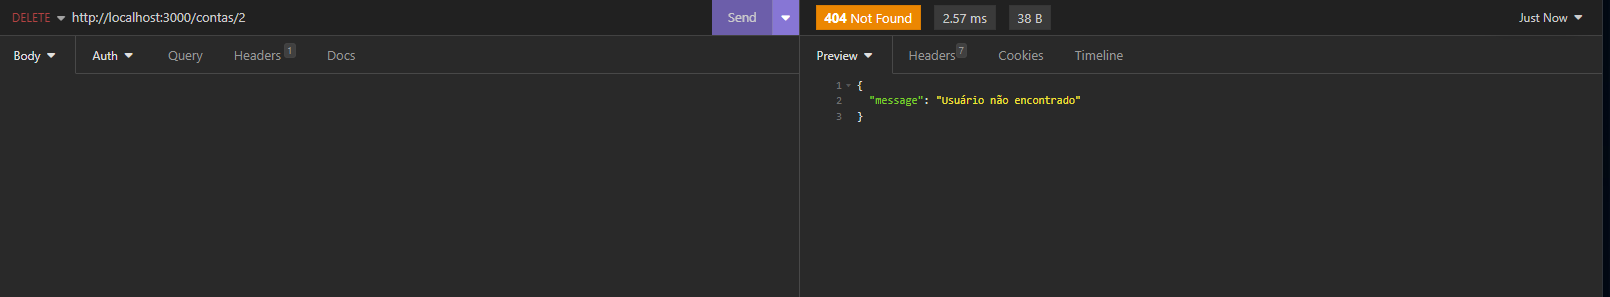 DELETE http://localhost:3000/contas/2 Send 404 Not Found 2.57 ms 38 B Just Now
Body Auth Query Headers 1 Docs Preview Headers 7 Cookies Timeline
1 {
2 "message": "Usuário não encontrado"
3 }